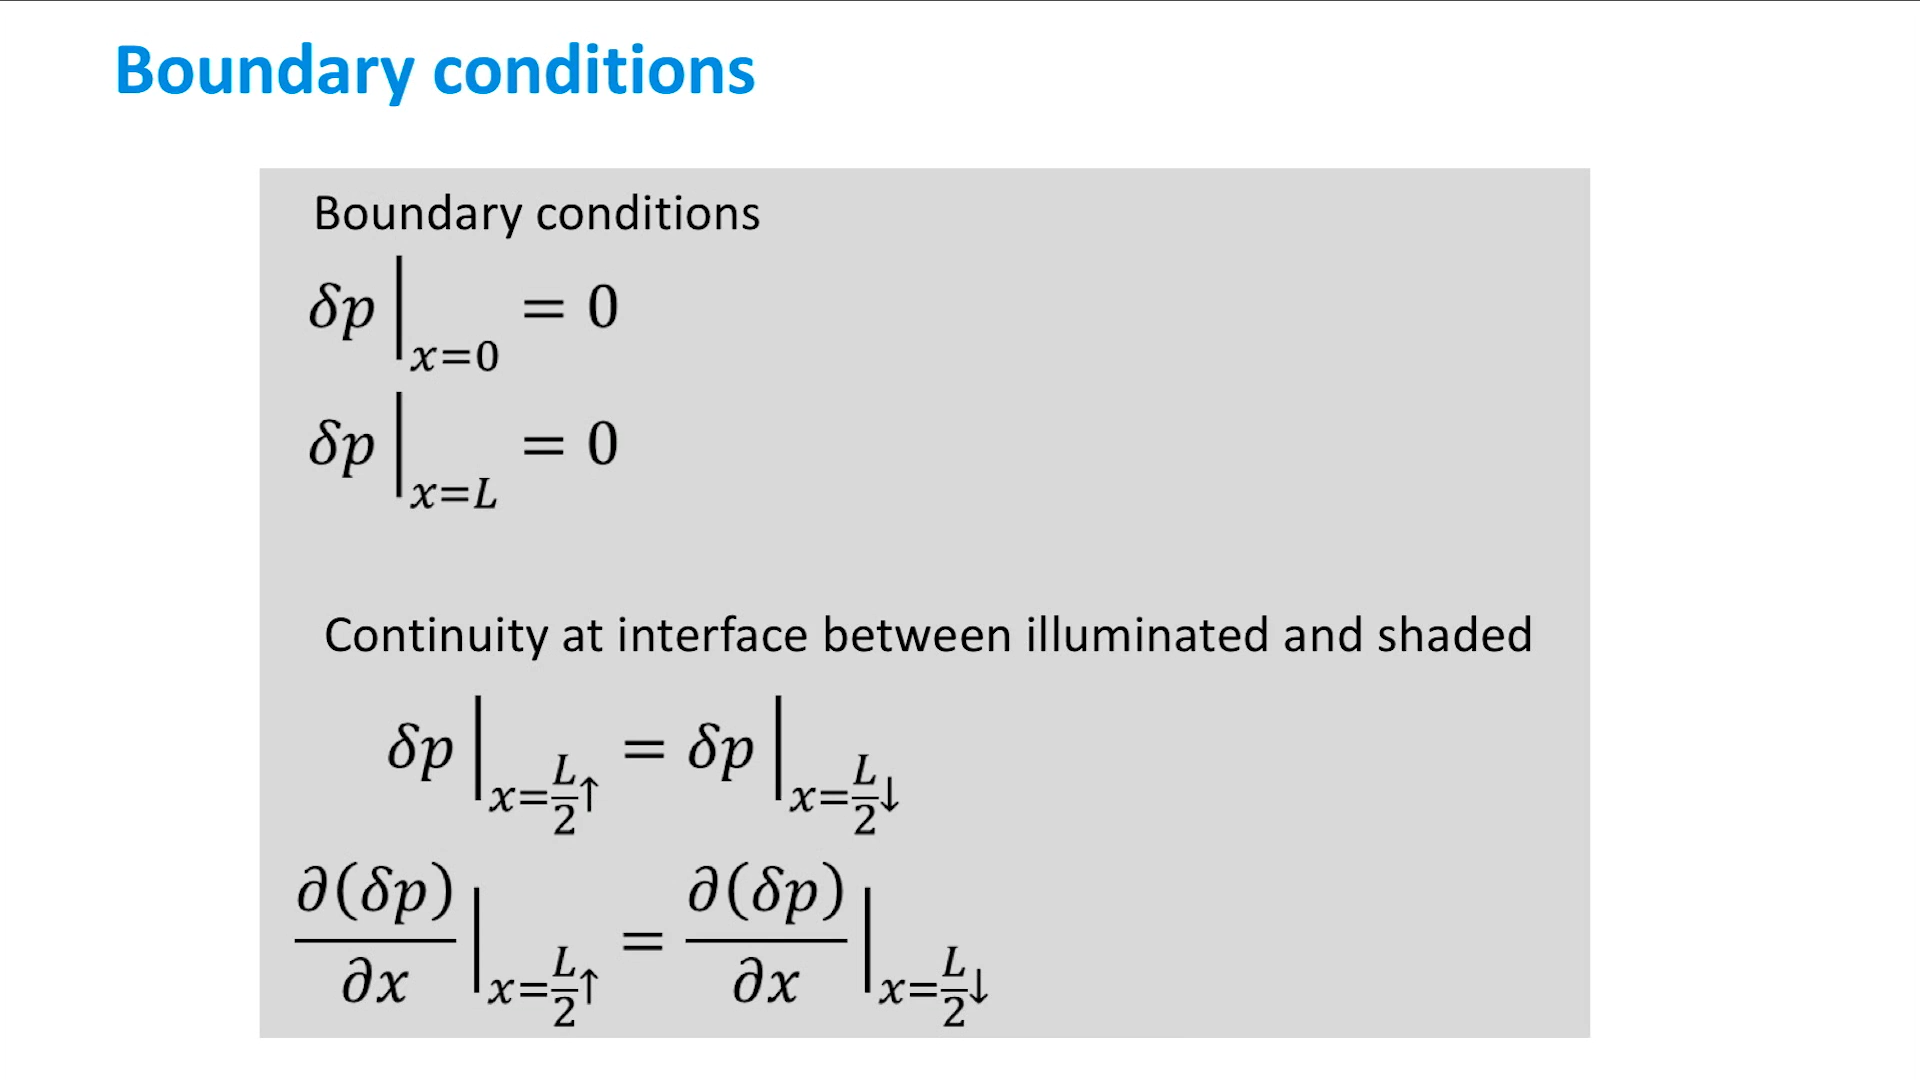 Boundary conditions
Boundary conditions
δp |ₓ₌₀ = 0
δp |ₓ₌L = 0
Continuity at interface between illuminated and shaded
δp |x=L/2↑ = δp |x=L/2↓
∂(δp)/∂x |x=L/2↑ = ∂(δp)/∂x |x=L/2↓